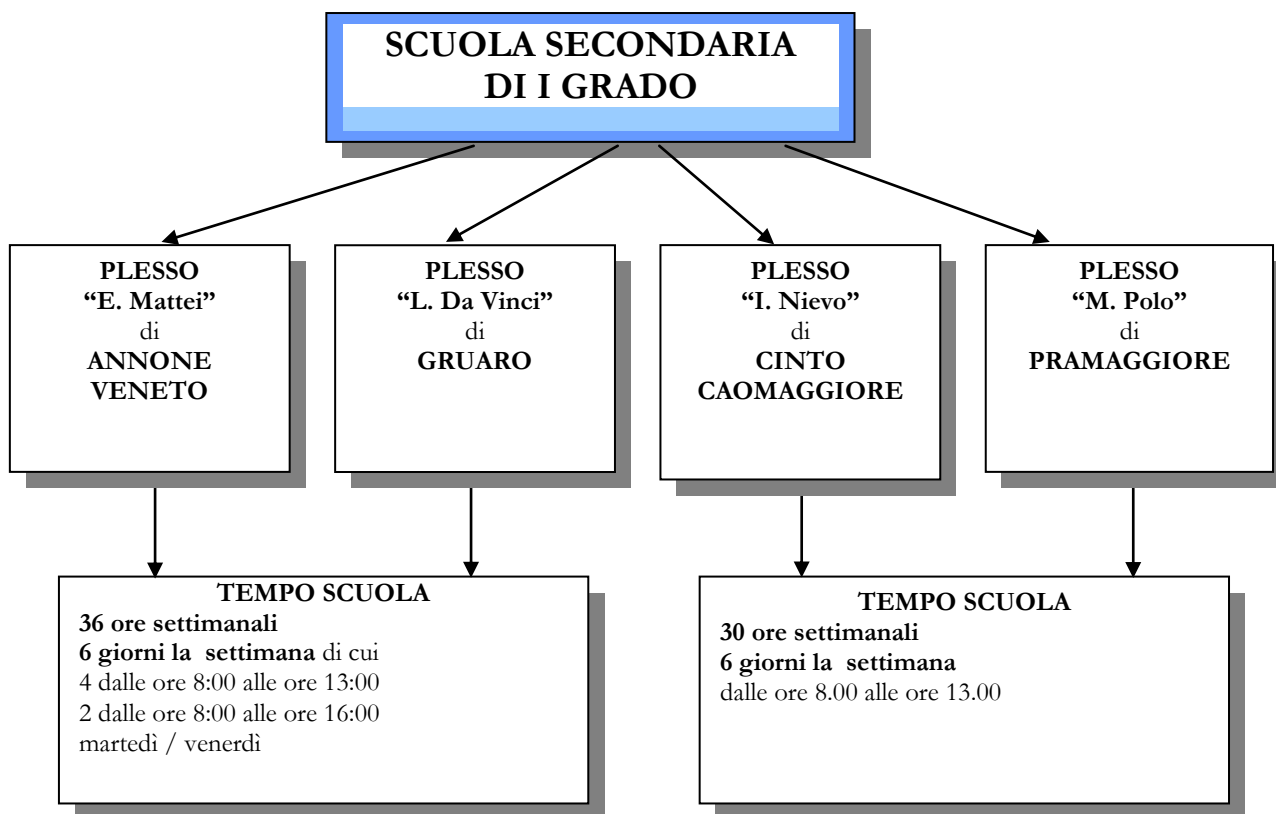 SCUOLA SECONDARIA
DI I GRADO
PLESSO
“E. Mattei”
di
ANNONE
VENETO
PLESSO
“L. Da Vinci”
di
GRUARO
PLESSO
“I. Nievo”
di
CINTO
CAOMAGGIORE
PLESSO
“M. Polo”
di
PRAMAGGIORE
TEMPO SCUOLA
36 ore settimanali
6 giorni la  settimana di cui
4 dalle ore 8:00 alle ore 13:00
2 dalle ore 8:00 alle ore 16:00
martedì / venerdì
TEMPO SCUOLA
30 ore settimanali
6 giorni la  settimana
dalle ore 8.00 alle ore 13.00